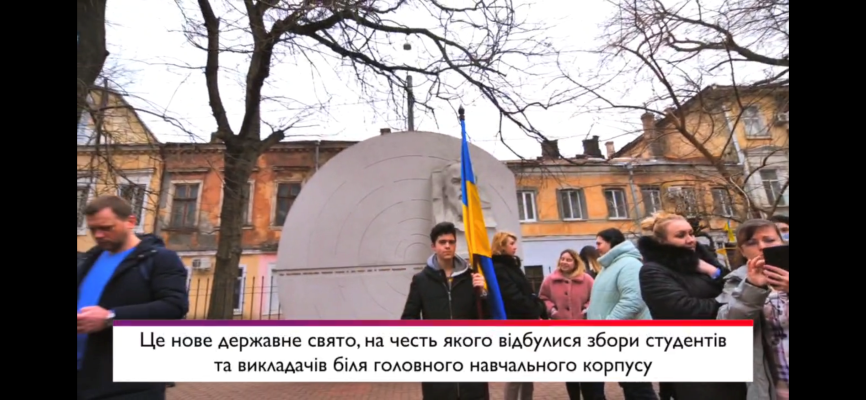 Це нове державне свято, на честь якого відбулися збори студентів
та викладачів біля головного навчального корпусу